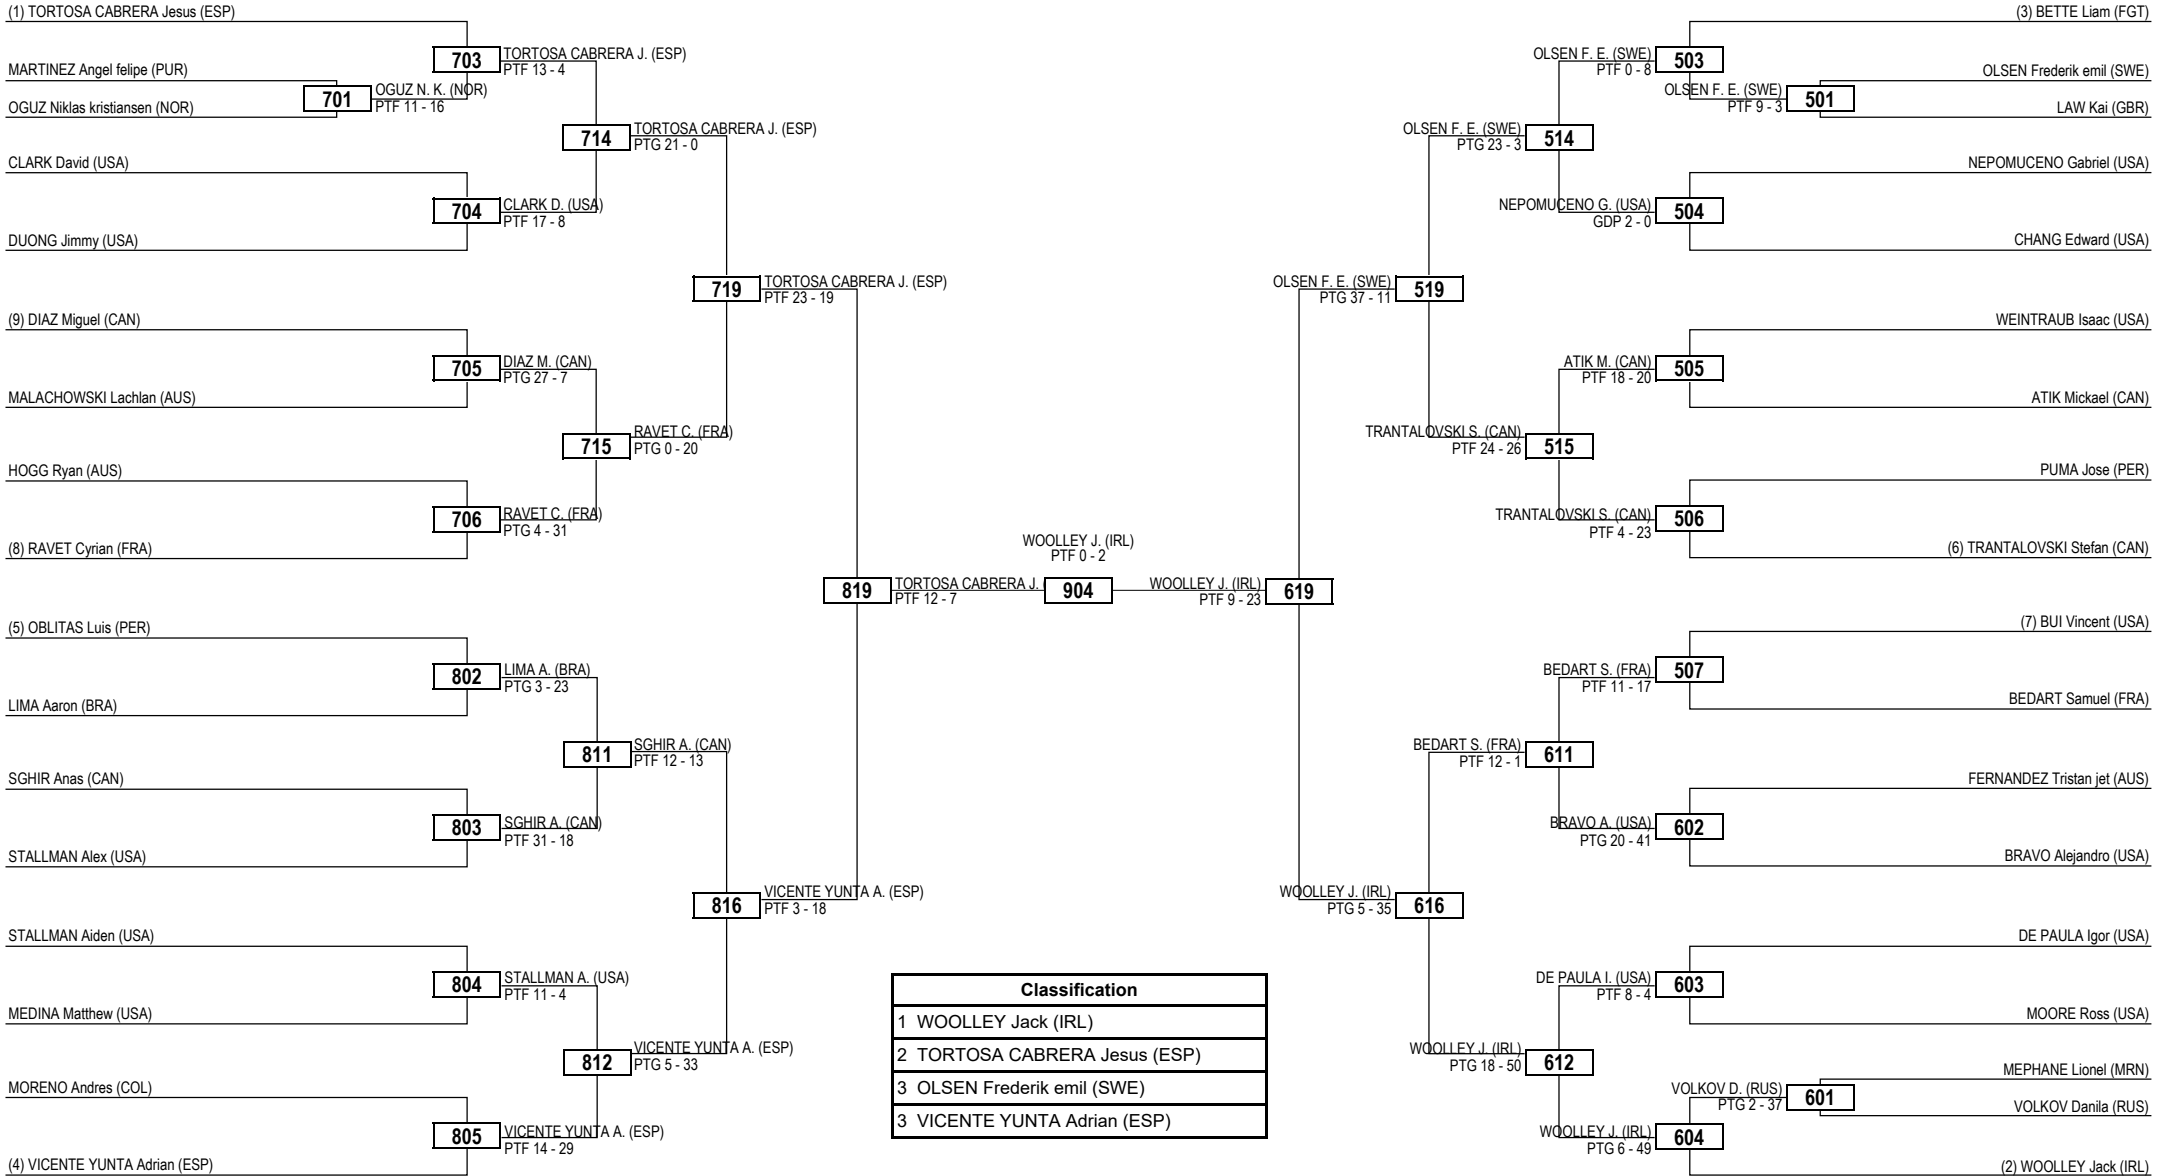 (1) TORTOSA CABRERA Jesus (ESP)
703
TORTOSA CABRERA J. (ESP)
PTF 13 - 4
MARTINEZ Angel felipe (PUR)
701
OGUZ N. K. (NOR)
PTF 11 - 16
OGUZ Niklas kristiansen (NOR)
714
TORTOSA CABRERA J. (ESP)
PTG 21 - 0
CLARK David (USA)
704
CLARK D. (USA)
PTF 17 - 8
DUONG Jimmy (USA)
719
TORTOSA CABRERA J. (ESP)
PTF 23 - 19
(9) DIAZ Miguel (CAN)
705
DIAZ M. (CAN)
PTG 27 - 7
MALACHOWSKI Lachlan (AUS)
715
RAVET C. (FRA)
PTG 0 - 20
HOGG Ryan (AUS)
706
RAVET C. (FRA)
PTG 4 - 31
(8) RAVET Cyrian (FRA)
819
TORTOSA CABRERA J. (
PTF 12 - 7
(5) OBLITAS Luis (PER)
802
LIMA A. (BRA)
PTG 3 - 23
LIMA Aaron (BRA)
811
SGHIR A. (CAN)
PTF 12 - 13
SGHIR Anas (CAN)
803
SGHIR A. (CAN)
PTF 31 - 18
STALLMAN Alex (USA)
816
VICENTE YUNTA A. (ESP)
PTF 3 - 18
STALLMAN Aiden (USA)
804
STALLMAN A. (USA)
PTF 11 - 4
MEDINA Matthew (USA)
812
VICENTE YUNTA A. (ESP)
PTG 5 - 33
MORENO Andres (COL)
805
VICENTE YUNTA A. (ESP)
PTF 14 - 29
(4) VICENTE YUNTA Adrian (ESP)
WOOLLEY J. (IRL)
PTF 0 - 2
904
Classification
1 WOOLLEY Jack (IRL)
2 TORTOSA CABRERA Jesus (ESP)
3 OLSEN Frederik emil (SWE)
3 VICENTE YUNTA Adrian (ESP)
(3) BETTE Liam (FGT)
OLSEN F. E. (SWE)
PTF 0 - 8
503
OLSEN Frederik emil (SWE)
OLSEN F. E. (SWE)
PTF 9 - 3
501
LAW Kai (GBR)
OLSEN F. E. (SWE)
PTG 23 - 3
514
NEPOMUCENO Gabriel (USA)
NEPOMUCENO G. (USA)
GDP 2 - 0
504
CHANG Edward (USA)
OLSEN F. E. (SWE)
PTG 37 - 11
519
WEINTRAUB Isaac (USA)
ATIK M. (CAN)
PTF 18 - 20
505
ATIK Mickael (CAN)
TRANTALOVSKI S. (CAN)
PTF 24 - 26
515
PUMA Jose (PER)
TRANTALOVSKI S. (CAN)
PTF 4 - 23
506
(6) TRANTALOVSKI Stefan (CAN)
WOOLLEY J. (IRL)
PTF 9 - 23
619
(7) BUI Vincent (USA)
BEDART S. (FRA)
PTF 11 - 17
507
BEDART Samuel (FRA)
BEDART S. (FRA)
PTF 12 - 1
611
FERNANDEZ Tristan jet (AUS)
BRAVO A. (USA)
PTG 20 - 41
602
BRAVO Alejandro (USA)
WOOLLEY J. (IRL)
PTG 5 - 35
616
DE PAULA Igor (USA)
DE PAULA I. (USA)
PTF 8 - 4
603
MOORE Ross (USA)
WOOLLEY J. (IRL)
PTG 18 - 50
612
MEPHANE Lionel (MRN)
VOLKOV D. (RUS)
PTG 2 - 37
601
VOLKOV Danila (RUS)
WOOLLEY J. (IRL)
PTG 6 - 49
604
(2) WOOLLEY Jack (IRL)